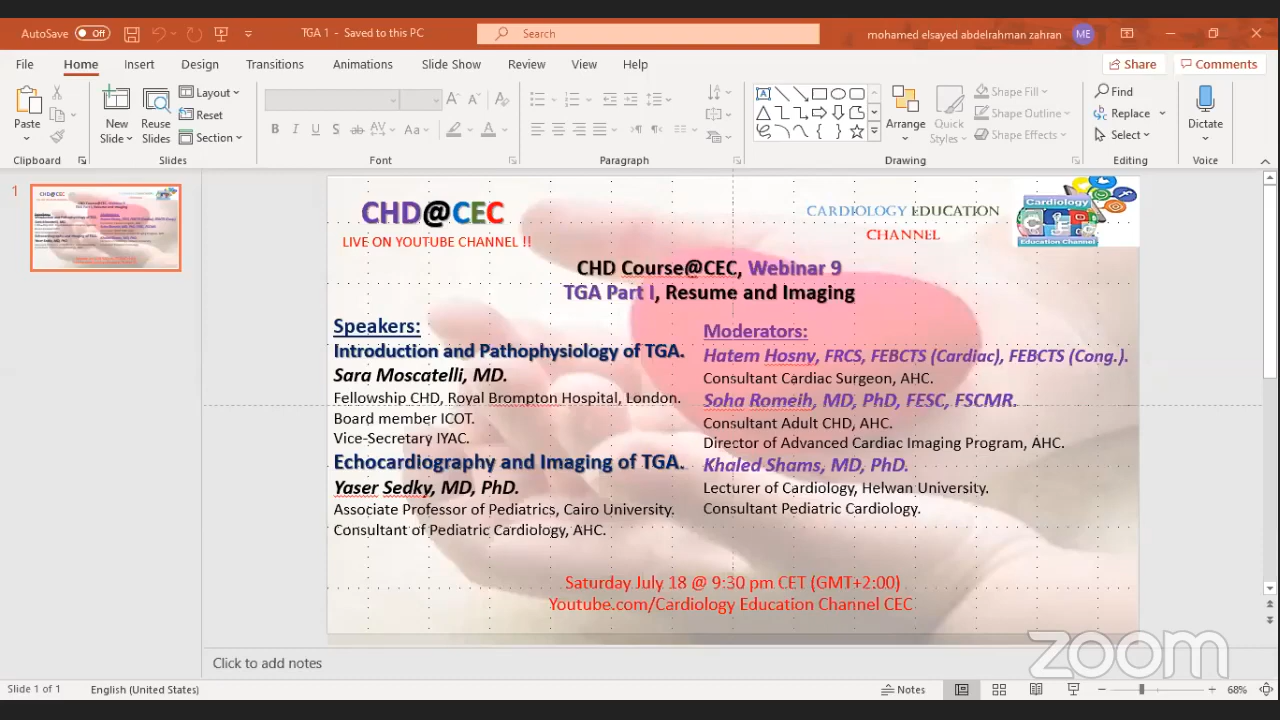 AutoSave Off TGA 1 - Saved to this PC Search mohamed elsayed abdelrahman zahran ME
File Home Insert Design Transitions Animations Slide Show Review View Help Share Comments
Paste
New Slide
Reuse Slides
Layout
Reset
Section
B I U S ab AV Aa A
Arrange
Quick Styles
Shape Fill
Shape Outline
Shape Effects
Find
Replace
Select
Dictate
Clipboard Slides Font Paragraph Drawing Editing Voice
1
CHD@CEC
LIVE ON YOUTUBE CHANNEL !!
CARDIOLOGY EDUCATION
CHANNEL
Cardiology
CEC
Education Channel
CHD Course@CEC, Webinar 9
TGA Part I, Resume and Imaging
Speakers:
Introduction and Pathophysiology of TGA.
Sara Moscatelli, MD.
Fellowship CHD, Royal Brompton Hospital, London.
Board member ICOT.
Vice-Secretary IYAC.
Echocardiography and Imaging of TGA.
Yaser Sedky, MD, PhD.
Associate Professor of Pediatrics, Cairo University.
Consultant of Pediatric Cardiology, AHC.
Moderators:
Hatem Hosny, FRCS, FEBCTS (Cardiac), FEBCTS (Cong.).
Consultant Cardiac Surgeon, AHC.
Soha Romeih, MD, PhD, FESC, FSCMR.
Consultant Adult CHD, AHC.
Director of Advanced Cardiac Imaging Program, AHC.
Khaled Shams, MD, PhD.
Lecturer of Cardiology, Helwan University.
Consultant Pediatric Cardiology.
Saturday July 18 @ 9:30 pm CET (GMT+2:00)
Youtube.com/Cardiology Education Channel CEC
zoom
Click to add notes
Slide 1 of 1 English (United States) Notes 68%